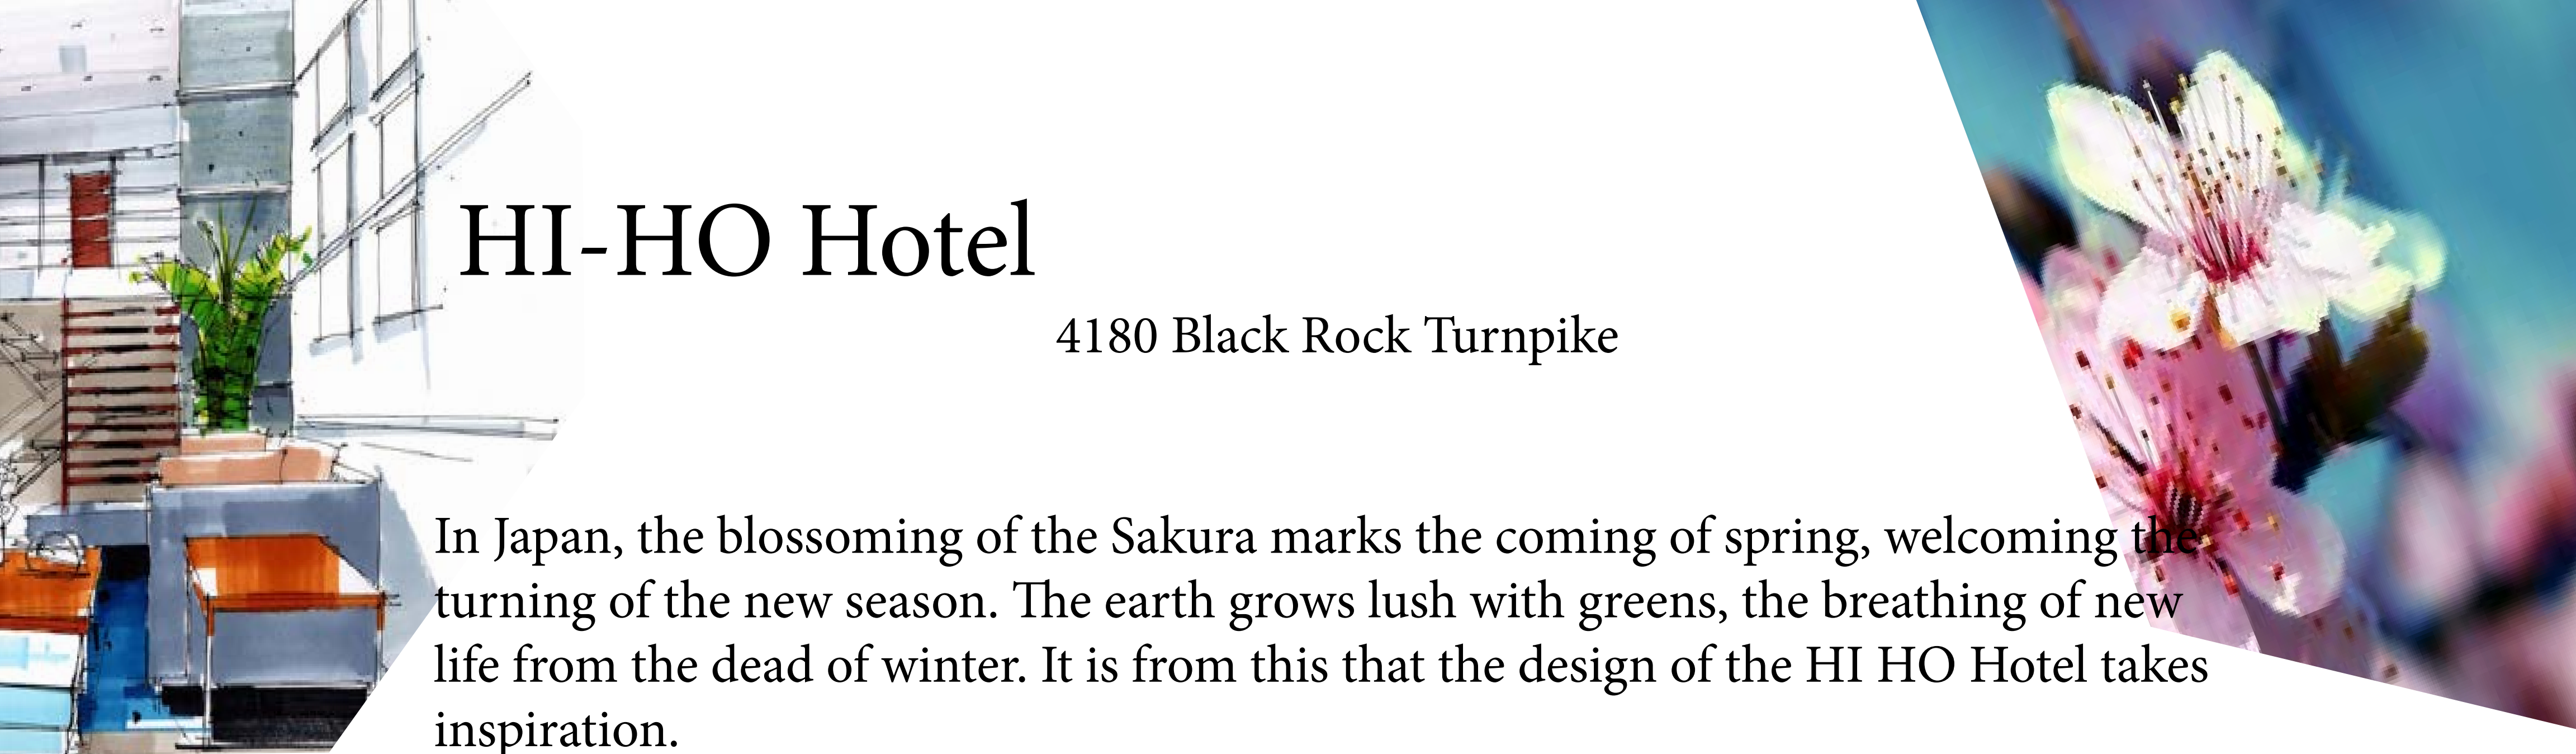 HI-HO Hotel
4180 Black Rock Turnpike
In Japan, the blossoming of the Sakura marks the coming of spring, welcoming the
turning of the new season. The earth grows lush with greens, the breathing of new
life from the dead of winter. It is from this that the design of the HI HO Hotel takes
inspiration.